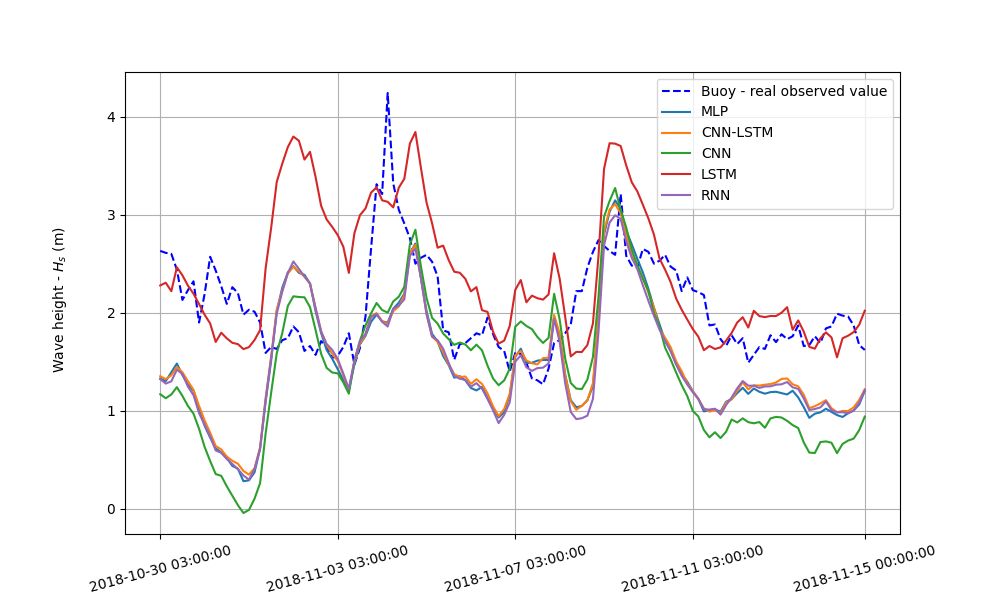 Buoy - real observed value
MLP
CNN-LSTM
CNN
LSTM
RNN
Wave height - Hs (m)
4
3
2
1
0
2018-10-30 03:00:00
2018-11-03 03:00:00
2018-11-07 03:00:00
2018-11-11 03:00:00
2018-11-15 00:00:00